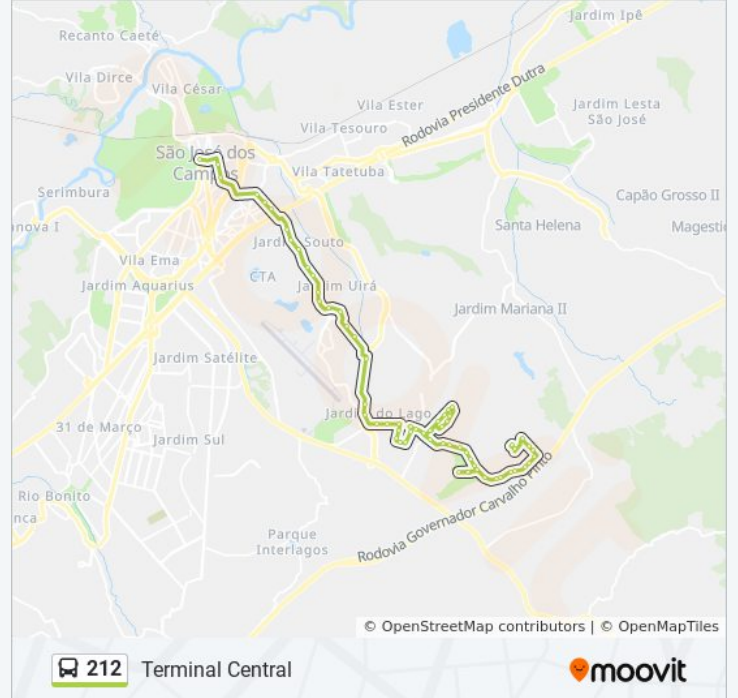 Jardim Ipê
Recanto Caeté
Vila Dirce
Vila César
Rodovia Presidente Dutra
Vila Ester
Jardim Lesta
São José
Vila Tesouro
São José dos
Campos
Vila Tatetuba
Serimbura
Capão Grosso II
nova I
Santa Helena
Magestic
Jardim Souto
Vila Ema
CTA
Jardim Aquarius
Jardim Uirá
Jardim Mariana II
Jardim Satélite
Jardim do Lago
31 de Março
Jardim Sul
Rodovia Governador Carvalho Pinto
Rio Bonito
nca
Parque
Interlagos
© OpenStreetMap contributors | © OpenMapTiles
212 Terminal Central
moovit